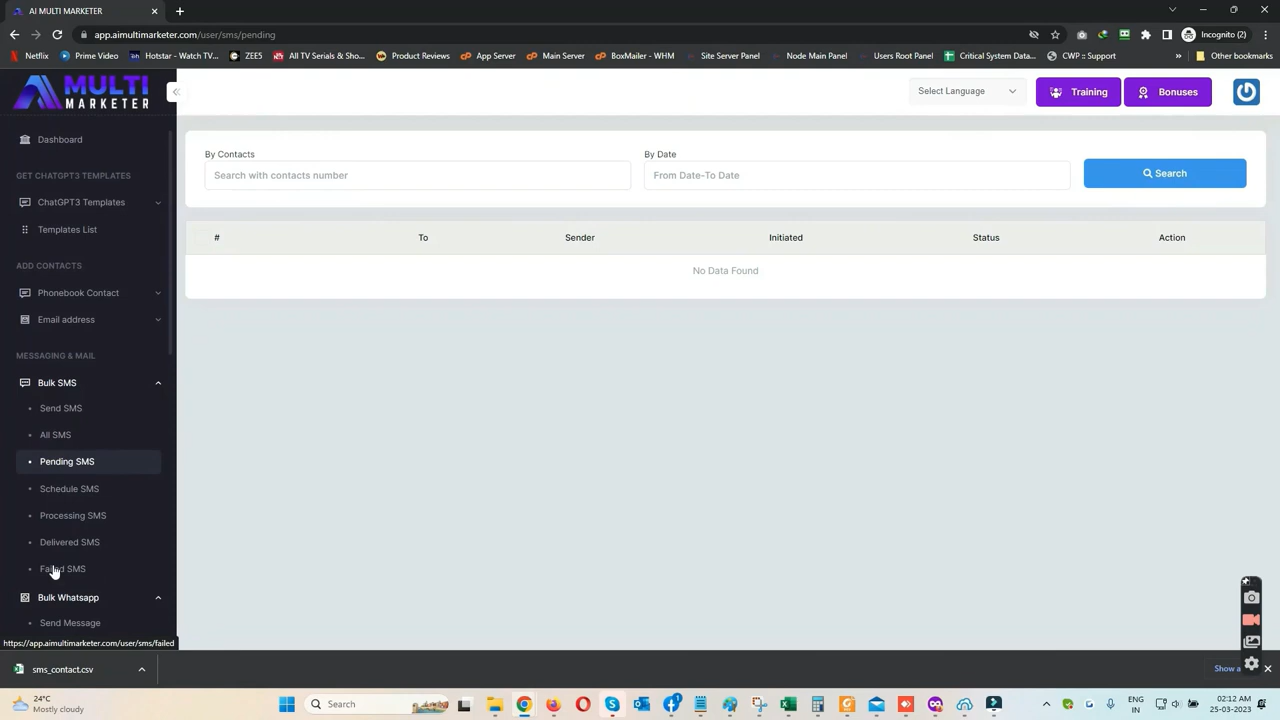 AI MULTI MARKETER
app.aimultimarketer.com/user/sms/pending
Incognito (2)
Netflix
Prime Video
Hotstar - Watch TV...
ZEE5
All TV Serials & Sho...
Product Reviews
App Server
Main Server
BoxMailer - WHM
Site Server Panel
Node Main Panel
Users Root Panel
Critical System Data...
CWP :: Support
»
Other bookmarks
MULTI
MARKETER
Select Language
Training
Bonuses
Dashboard
GET CHATGPT3 TEMPLATES
ChatGPT3 Templates
Templates List
ADD CONTACTS
Phonebook Contact
Email address
MESSAGING & MAIL
Bulk SMS
Send SMS
All SMS
Pending SMS
Schedule SMS
Processing SMS
Delivered SMS
Failed SMS
Bulk Whatsapp
Send Message
By Contacts
Search with contacts number
By Date
From Date-To Date
Search
# To Sender Initiated Status Action
No Data Found
https://app.aimultimarketer.com/user/sms/failed
sms_contact.csv
Show a
24°C
Mostly cloudy
Search
ENG
IN
02:12 AM
25-03-2023